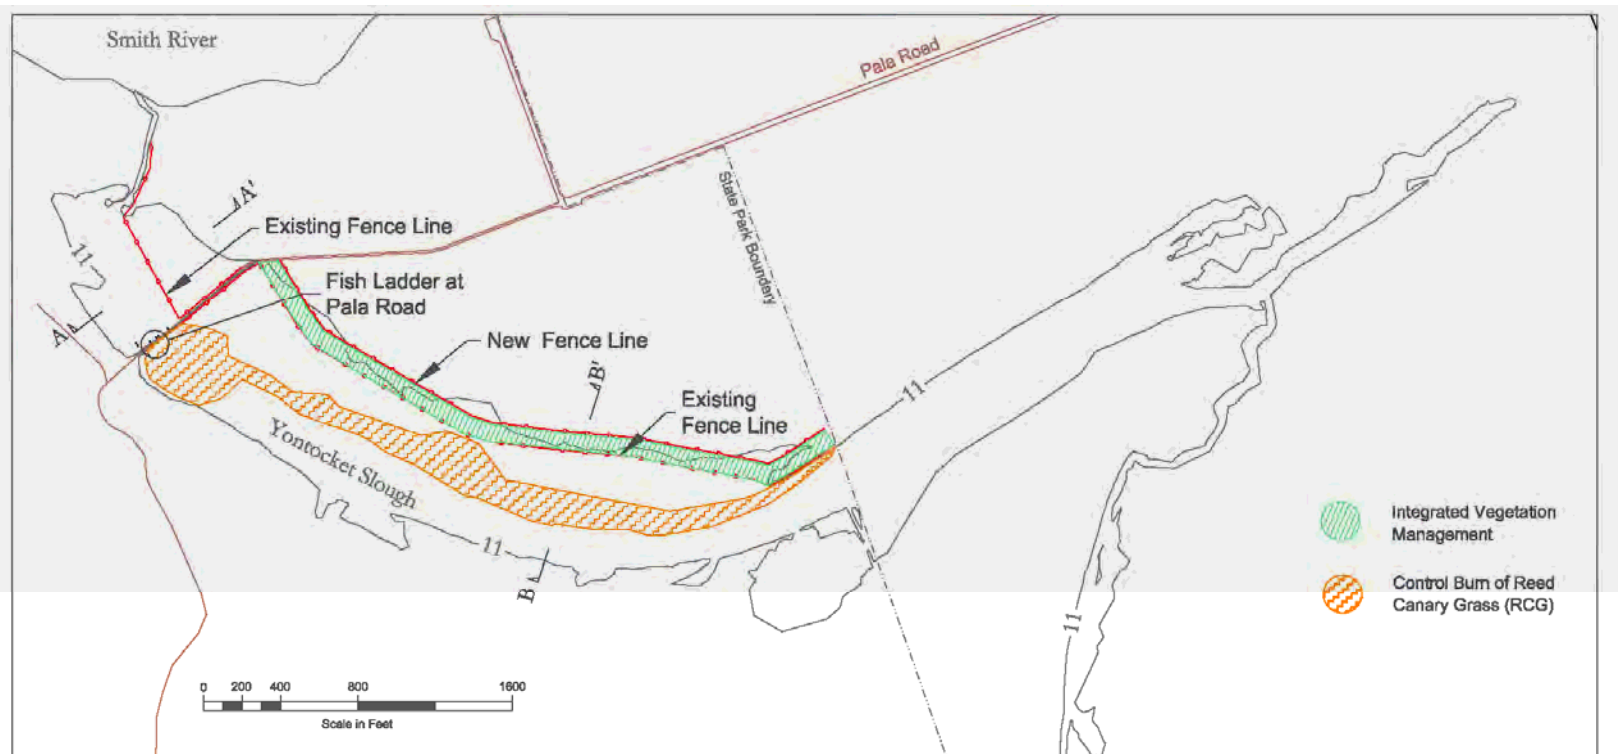 Smith River
Pala Road
A'
State Park Boundary
Existing Fence Line
11
Fish Ladder at
Pala Road
A
New Fence Line
B'
11
Existing
Fence Line
Yontocket Slough
11
B
Integrated Vegetation
Management
Control Burn of Reed
Canary Grass (RCG)
11
0 200 400 800 1600
Scale in Feet